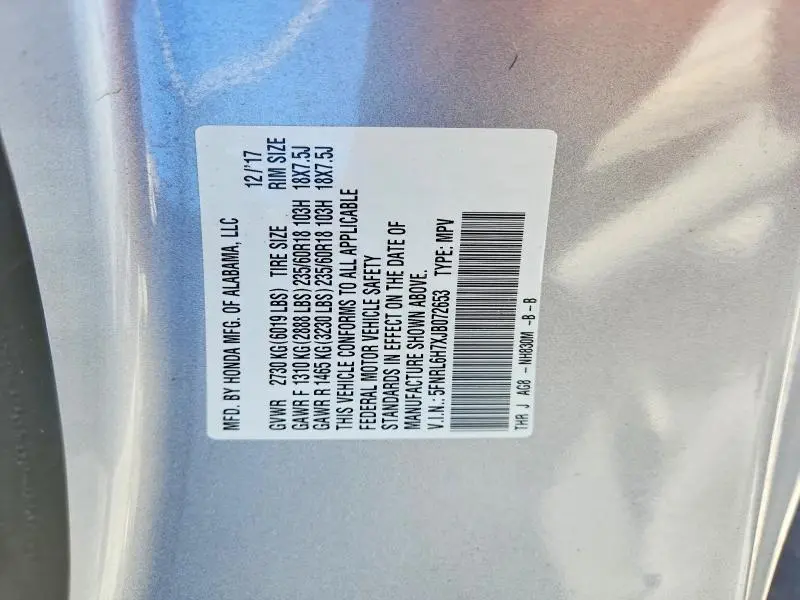 MFD. BY HONDA MFG. OF ALABAMA, LLC 12/'17
GVWR 2730 KG (6019 LBS) TIRE SIZE RIM SIZE
GAWR F 1310 KG (2888 LBS) 235/60R18 103H 18X7.5J
GAWR R 1465 KG (3230 LBS) 235/60R18 103H 18X7.5J
THIS VEHICLE CONFORMS TO ALL APPLICABLE
FEDERAL MOTOR VEHICLE SAFETY
STANDARDS IN EFFECT ON THE DATE OF
MANUFACTURE SHOWN ABOVE.
V.I.N.: 5FNRL6H7XJB072653 TYPE: MPV
THR J AG8 - NH830M -B-B